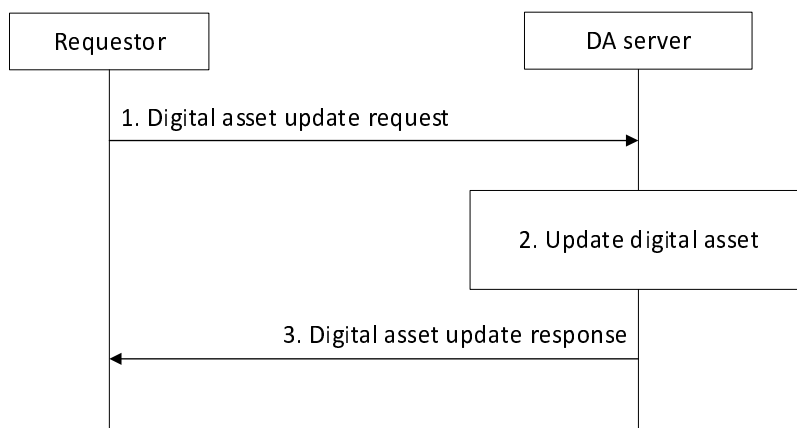 Requestor
DA server
1. Digital asset update request
2. Update digital asset
3. Digital asset update response